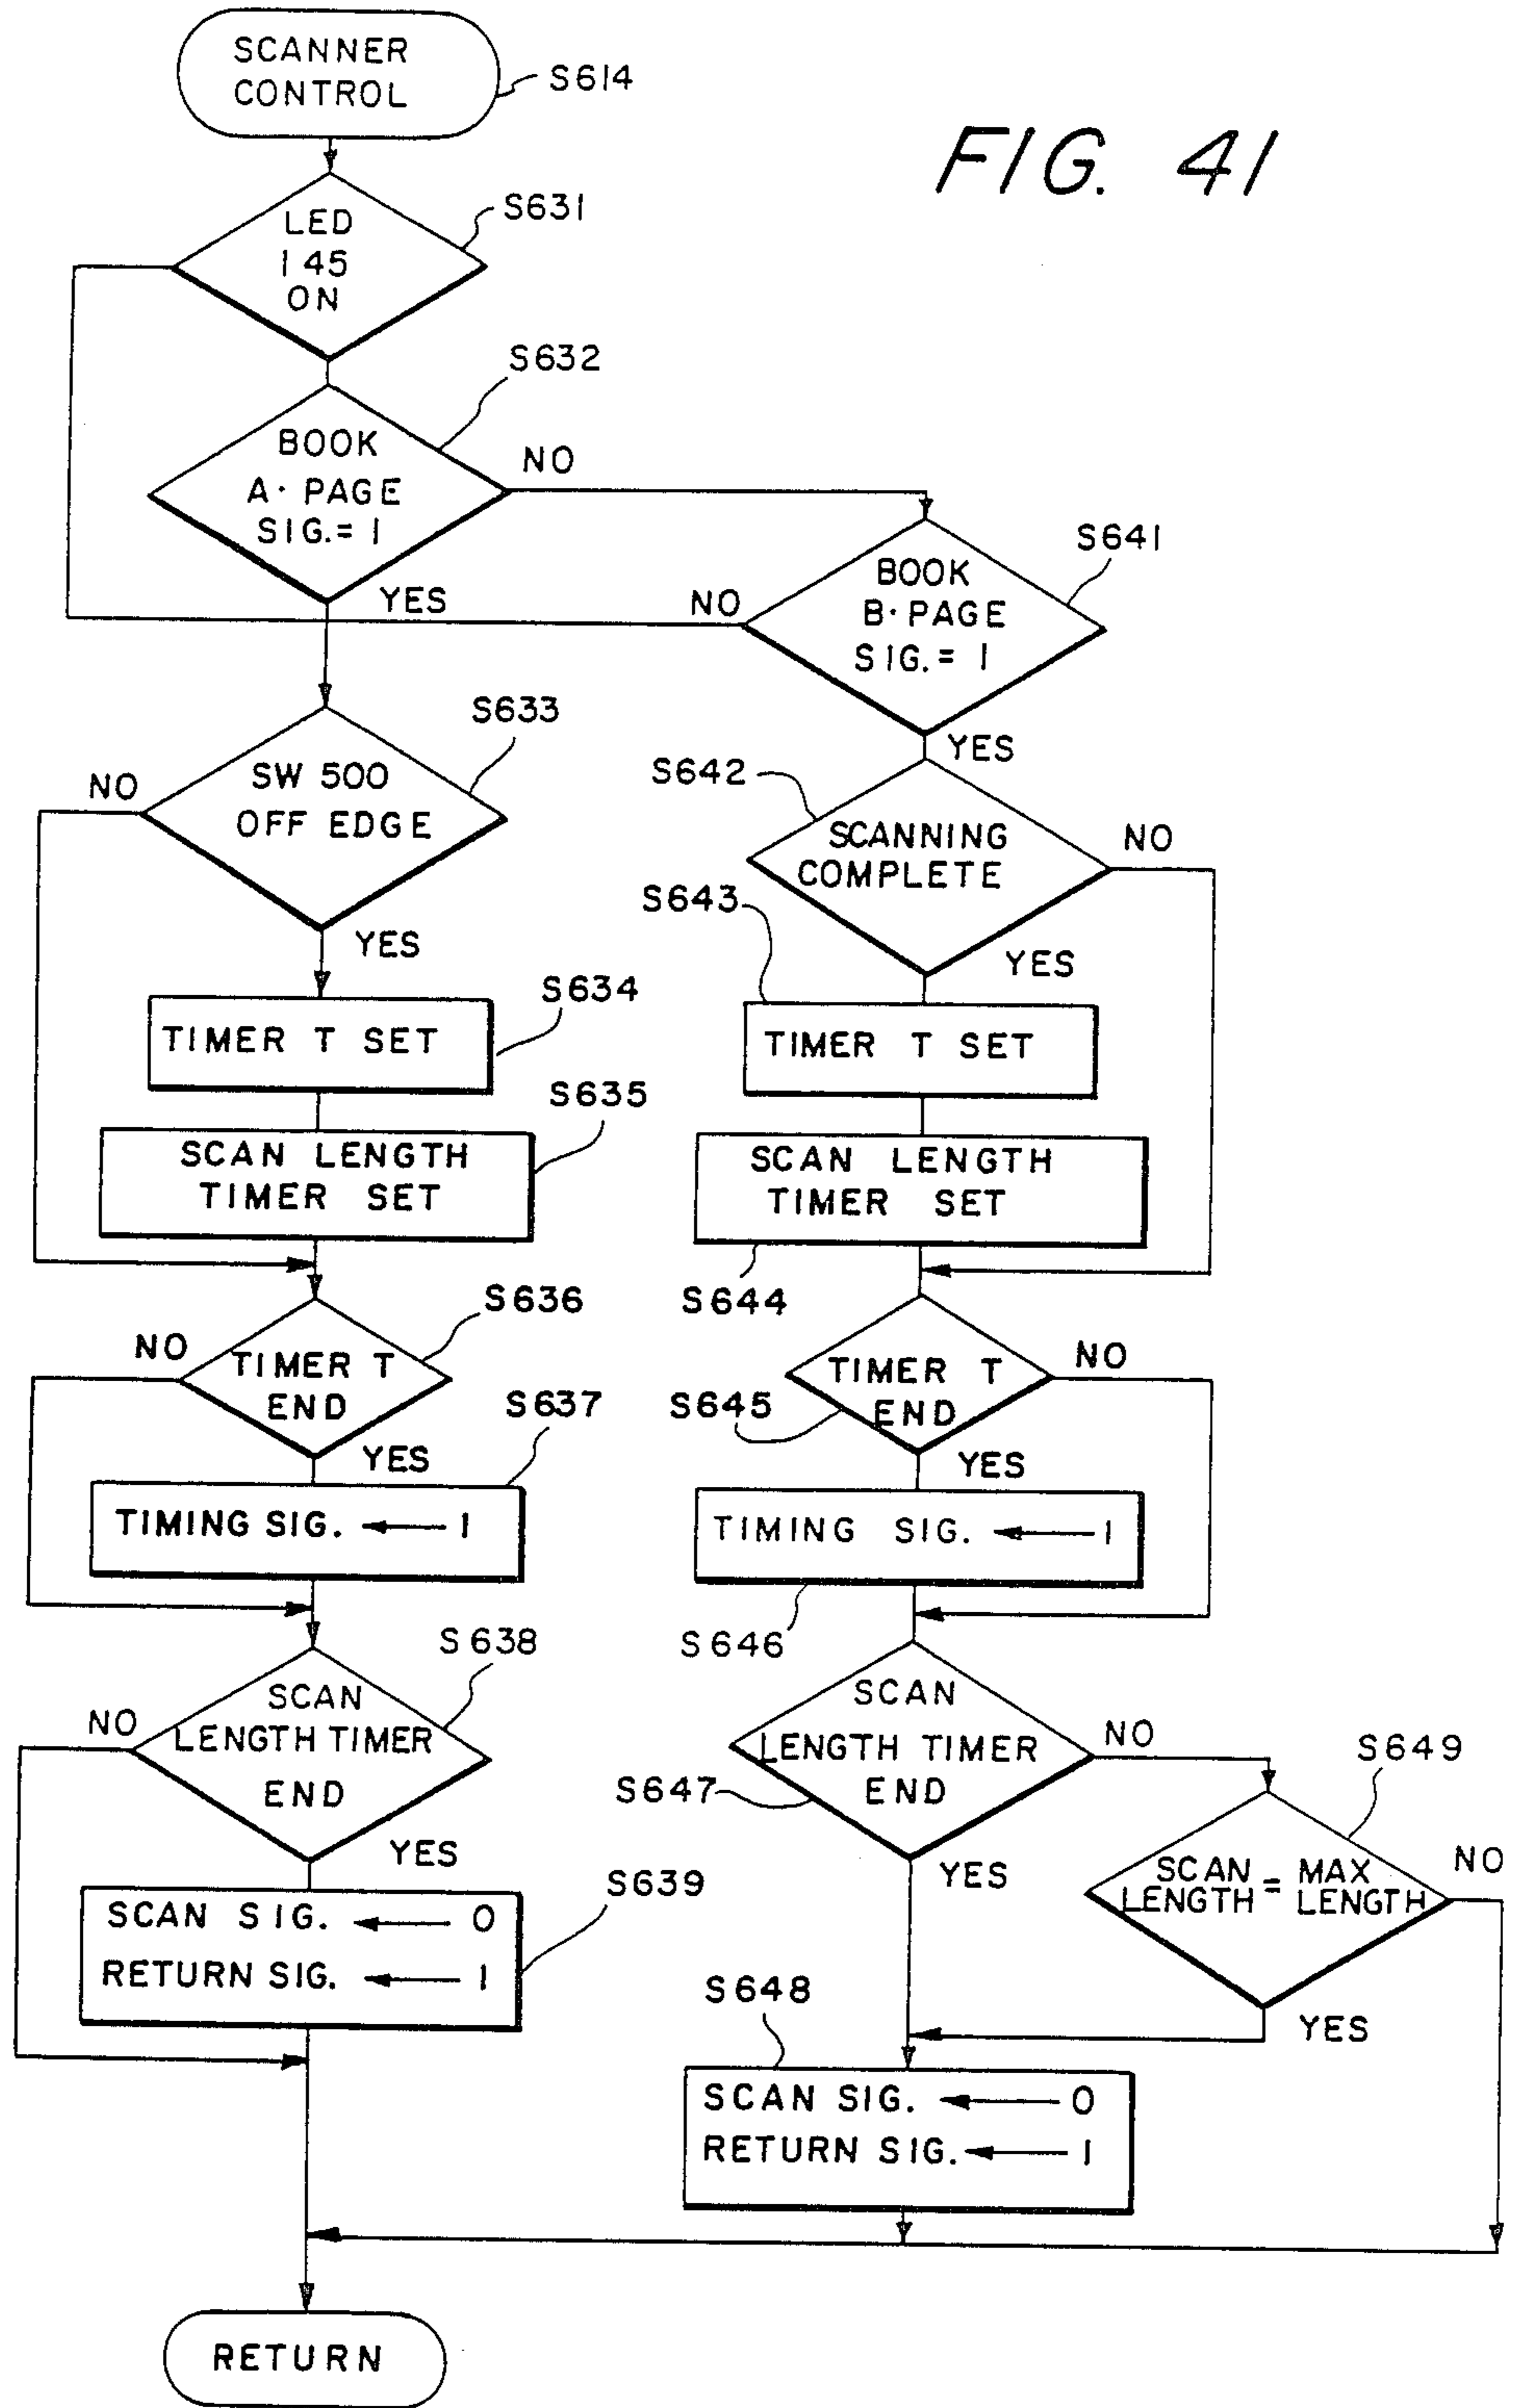 SCANNER
CONTROL
S614
FIG. 41
LED
145
ON
S631
BOOK
A· PAGE
SIG.= 1
S632
NO
YES
BOOK
B· PAGE
SIG.= 1
S641
NO
YES
SW 500
OFF EDGE
S633
NO
YES
S642
SCANNING
COMPLETE
NO
YES
S634
TIMER T SET
S643
TIMER T SET
S635
SCAN LENGTH
TIMER SET
SCAN LENGTH
TIMER SET
S644
S636
NO
TIMER T
END
YES
TIMER T
END
NO
S645
YES
S637
TIMING SIG. ← 1
TIMING SIG. ← 1
S646
S638
SCAN
LENGTH TIMER
END
NO
YES
SCAN
LENGTH TIMER
END
S647
NO
YES
S649
SCAN LENGTH = MAX LENGTH
NO
YES
S639
SCAN SIG. ← 0
RETURN SIG. ← 1
S648
SCAN SIG. ← 0
RETURN SIG. ← 1
RETURN